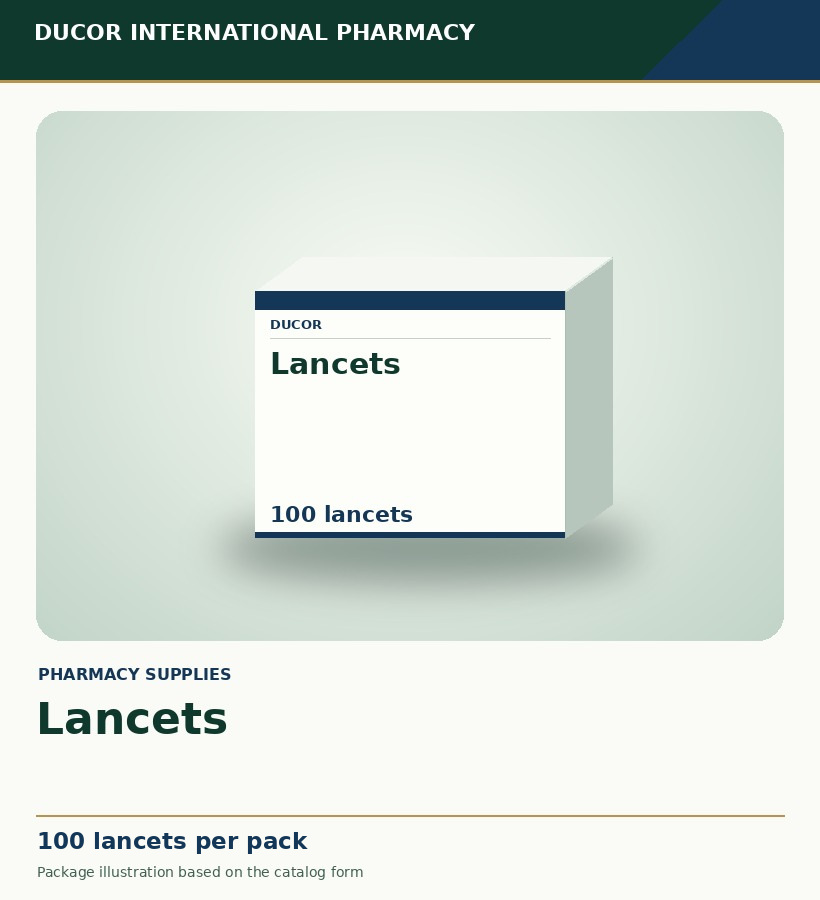 DUCOR INTERNATIONAL PHARMACY
DUCOR
Lancets
100 lancets
PHARMACY SUPPLIES
Lancets
100 lancets per pack
Package illustration based on the catalog form